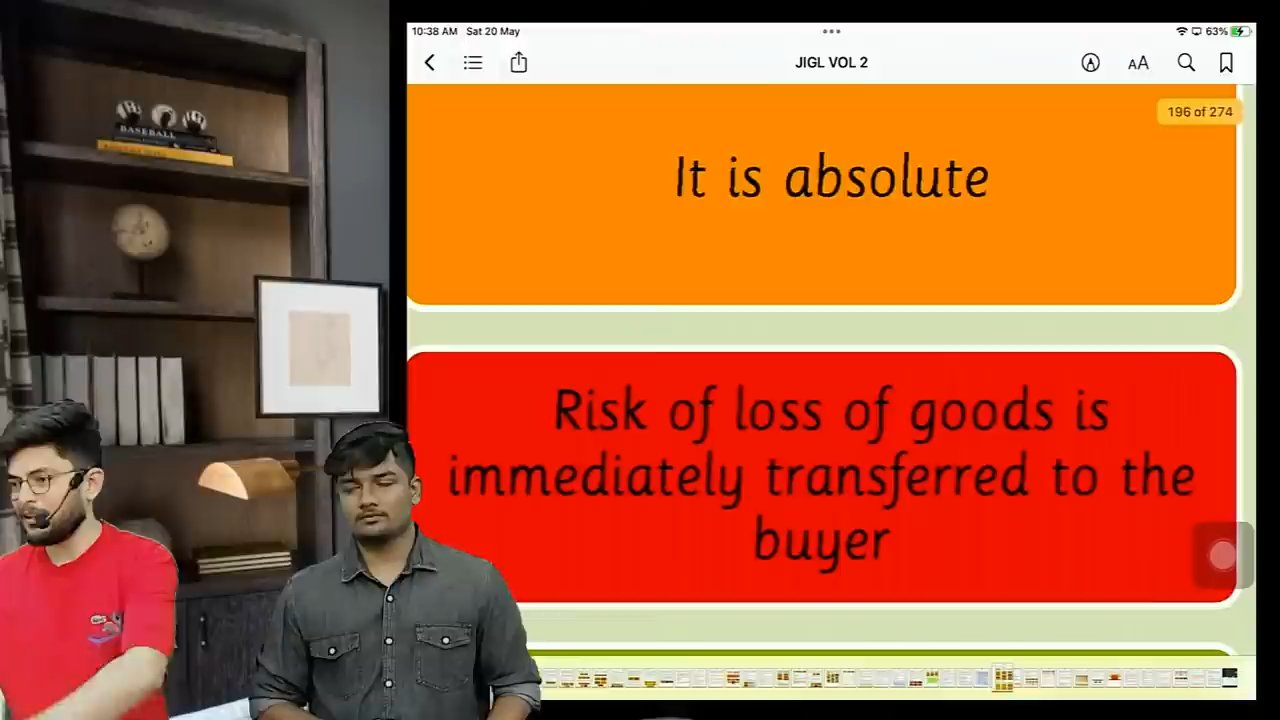 10:38 AM Sat 20 May
63%
JIGL VOL 2
AA
196 of 274
It is absolute
Risk of loss of goods is
immediately transferred to the
buyer
BASEBALL